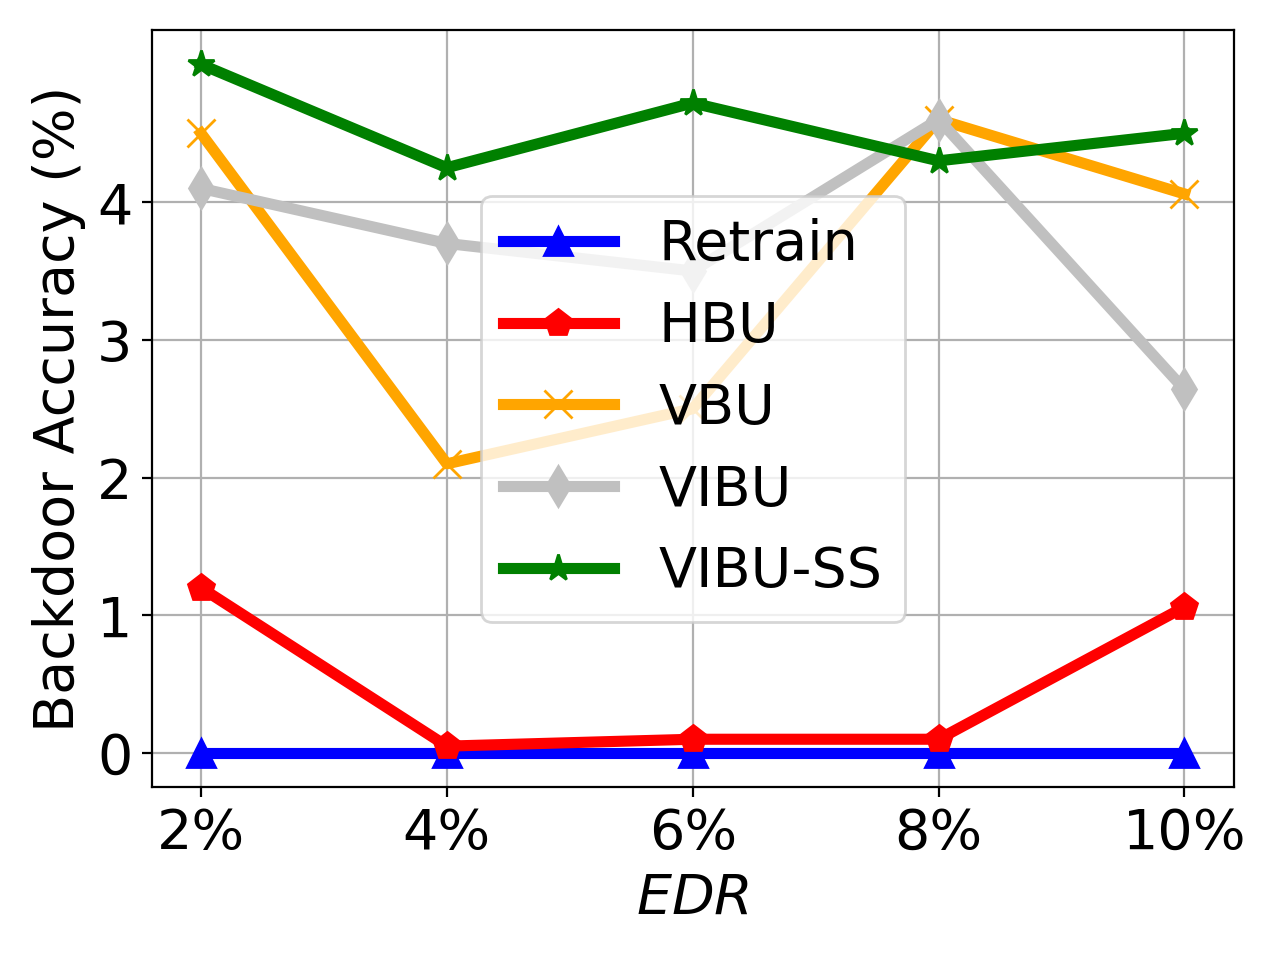 Backdoor Accuracy (%)
4
3
2
1
0
Retrain
HBU
VBU
VIBU
VIBU-SS
2% 4% 6% 8% 10%
EDR